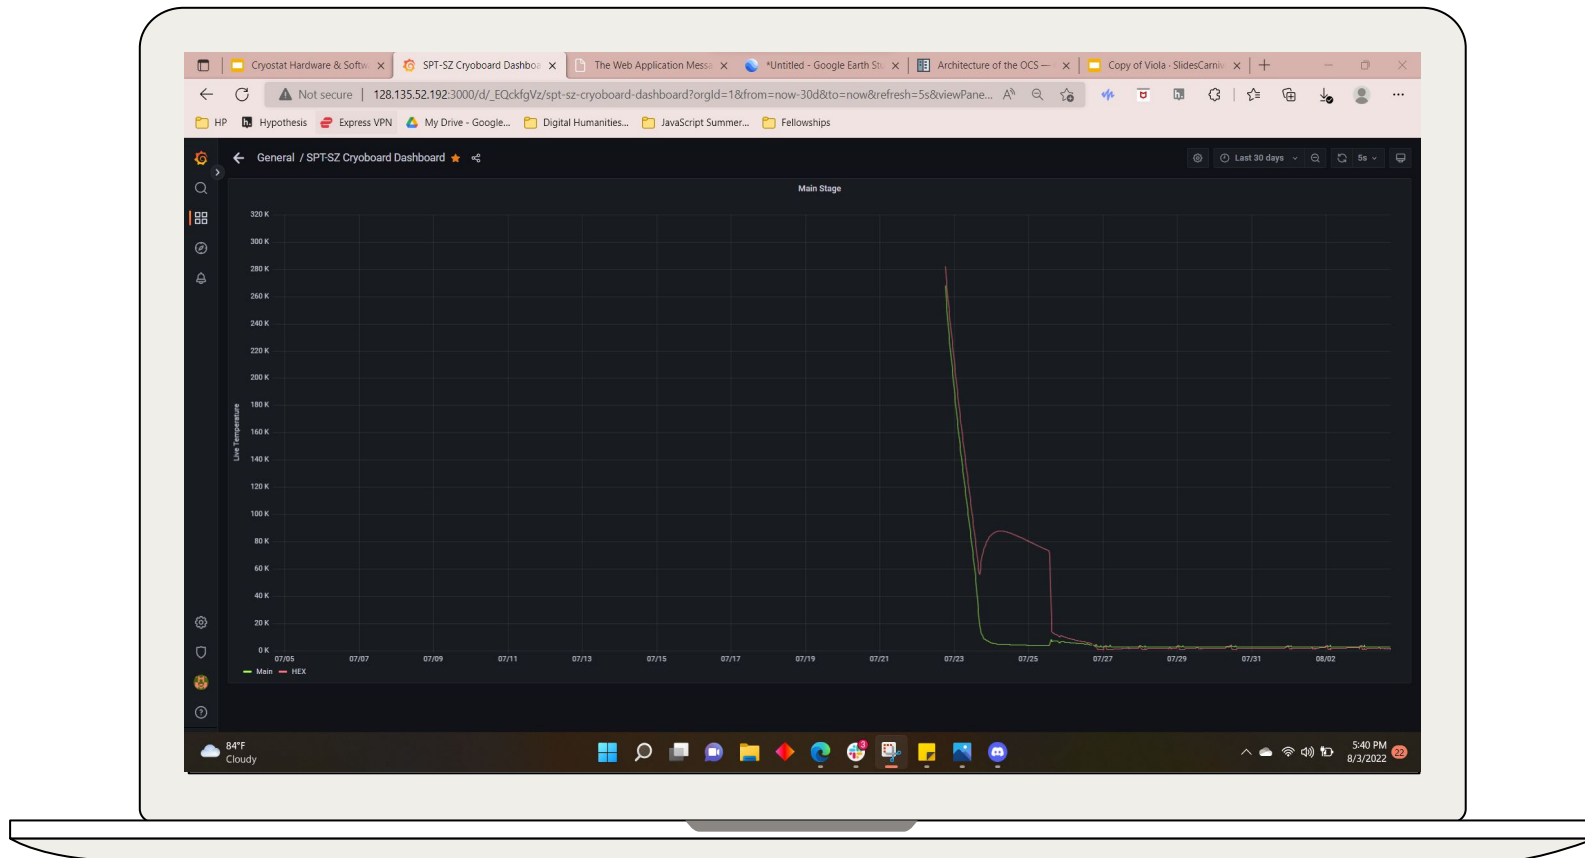 Cryostat Hardware & Softw
SPT-SZ Cryoboard Dashboa
The Web Application Messa
*Untitled - Google Earth Stu
Architecture of the OCS —
Copy of Viola · SlidesCarniv
Not secure | 128.135.52.192:3000/d/_EQckfgVz/spt-sz-cryoboard-dashboard?orgId=1&from=now-30d&to=now&refresh=5s&viewPane...
HP
Hypothesis
Express VPN
My Drive - Google...
Digital Humanities...
JavaScript Summer...
Fellowships
General / SPT-SZ Cryoboard Dashboard
Last 30 days
5s
Main Stage
Live Temperature
320 K
300 K
280 K
260 K
240 K
220 K
200 K
180 K
160 K
140 K
120 K
100 K
80 K
60 K
40 K
20 K
0 K
07/05 07/07 07/09 07/11 07/13 07/15 07/17 07/19 07/21 07/23 07/25 07/27 07/29 07/31 08/02
Main HEX
84°F
Cloudy
3
5:40 PM
8/3/2022
22